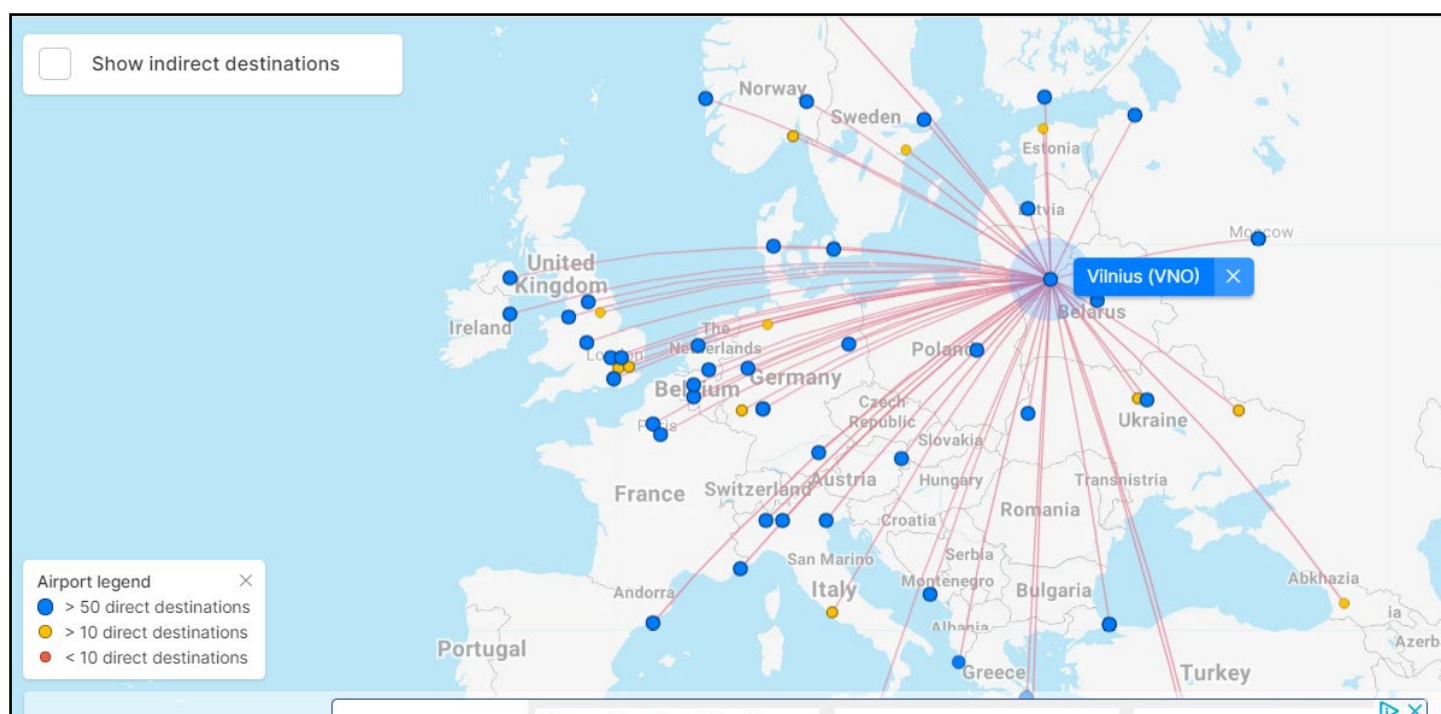 Show indirect destinations
Norway
Sweden
Estonia
Latvia
Moscow
United
Kingdom
Vilnius (VNO)
Ireland
Belarus
London
The
Netherlands
Poland
Belgium
Germany
Czech
Republic
Ukraine
Paris
Slovakia
France
Switzerland
Austria
Hungary
Transnistria
Romania
Croatia
San Marino
Serbia
Airport legend
> 50 direct destinations
> 10 direct destinations
< 10 direct destinations
Andorra
Italy
Montenegro
Bulgaria
Abkhazia
ia
Albania
Azerb
Portugal
Greece
Turkey